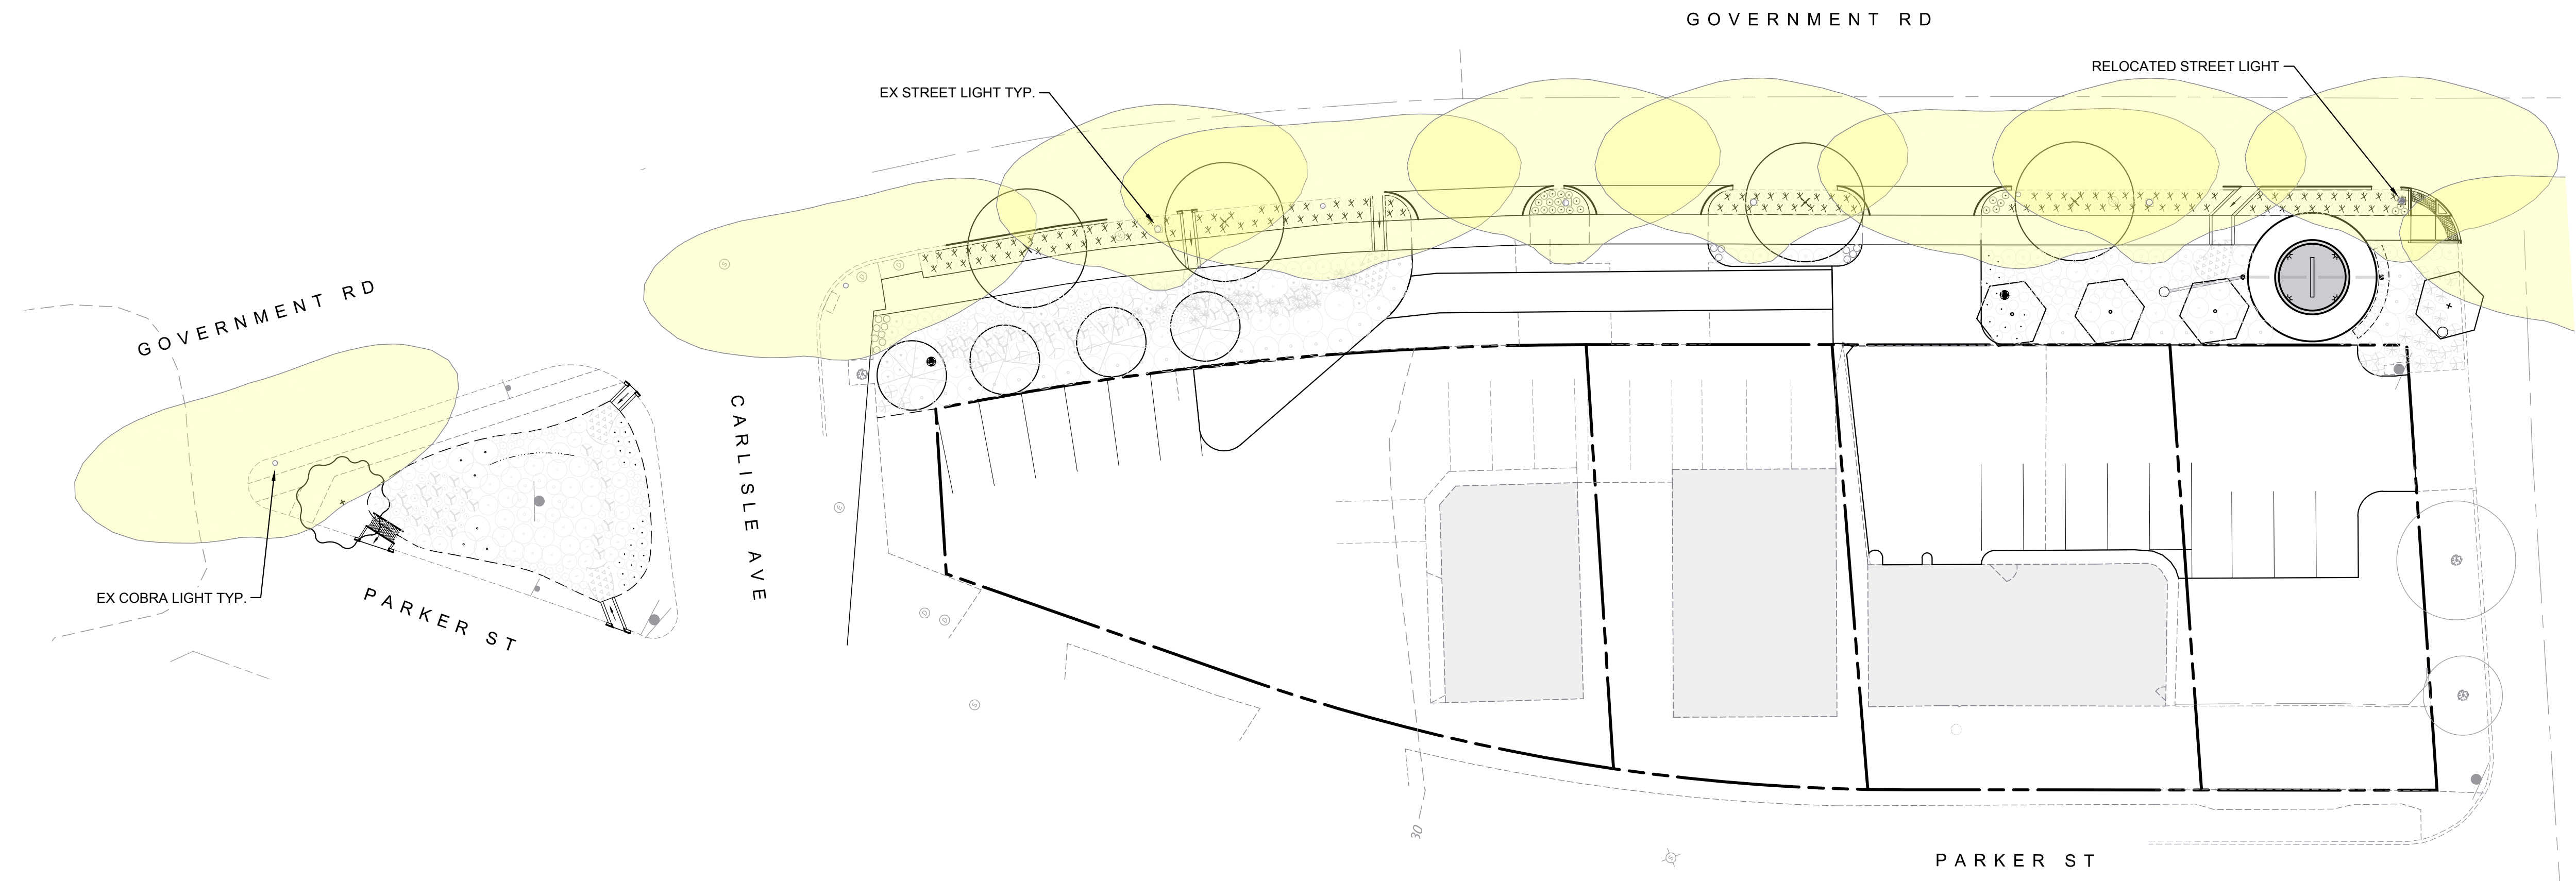 GOVERNMENT RD
RELOCATED STREET LIGHT
EX STREET LIGHT TYP.
GOVERNMENT RD
CARLISLE AVE
EX COBRA LIGHT TYP.
PARKER ST
30
PARKER ST